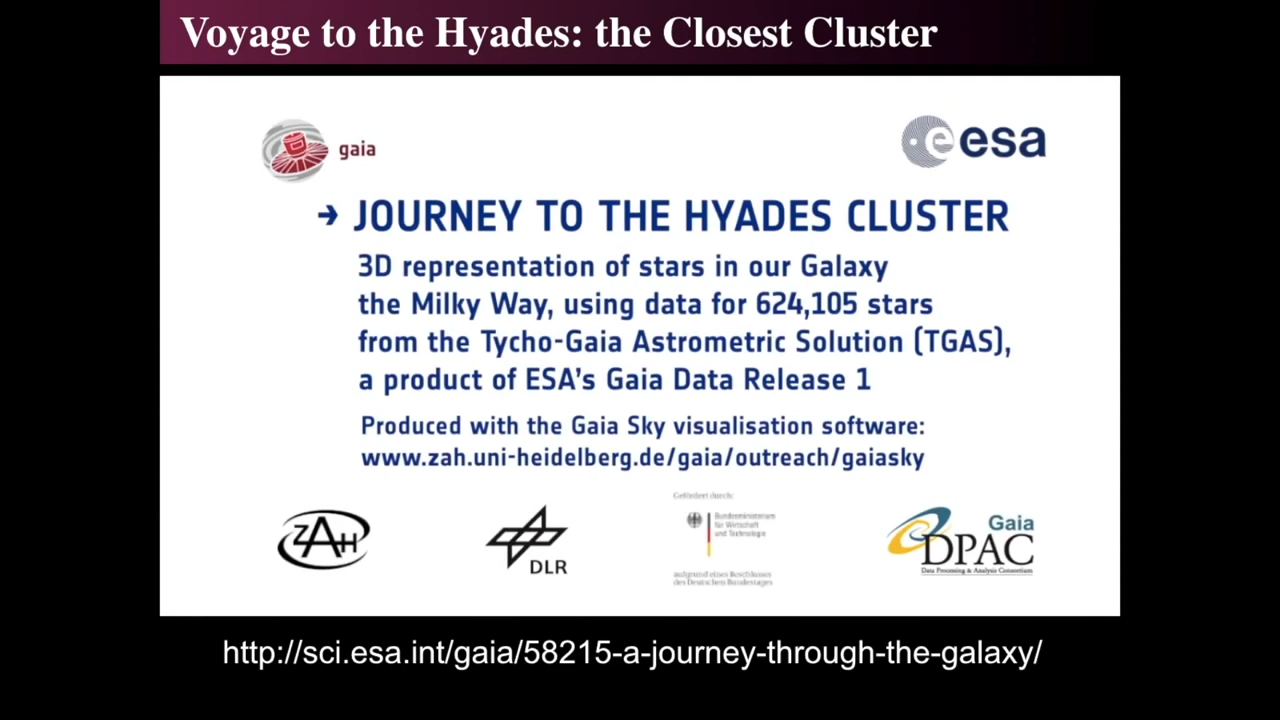 Voyage to the Hyades: the Closest Cluster
gaia
esa
→ JOURNEY TO THE HYADES CLUSTER
3D representation of stars in our Galaxy
the Milky Way, using data for 624,105 stars
from the Tycho-Gaia Astrometric Solution (TGAS),
a product of ESA's Gaia Data Release 1
Produced with the Gaia Sky visualisation software:
www.zah.uni-heidelberg.de/gaia/outreach/gaiasky
ZAH
DLR
Gefördert durch:
Bundesministerium
für Wirtschaft
und Technologie
aufgrund eines Beschlusses
des Deutschen Bundestages
Gaia
DPAC
Data Processing & Analysis Consortium
http://sci.esa.int/gaia/58215-a-journey-through-the-galaxy/